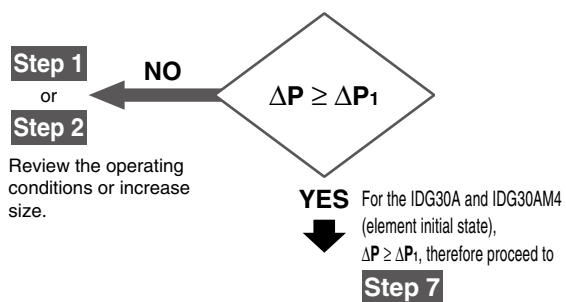 Step 1
or
Step 2
Review the operating
conditions or increase
size.
NO
ΔP ≥ ΔP₁
YES
For the IDG30A and IDG30AM4
(element initial state),
ΔP ≥ ΔP₁, therefore proceed to
Step 7